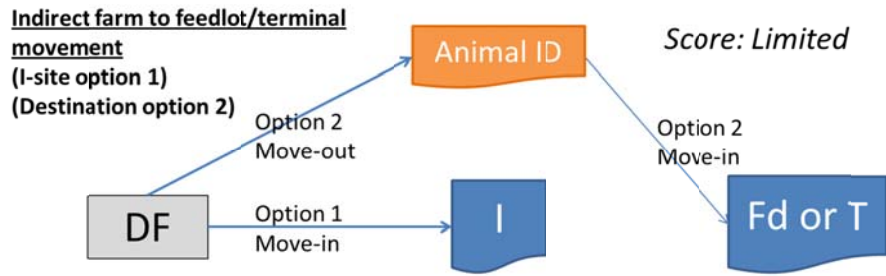 Indirect farm to feedlot/terminal
movement
(I-site option 1)
(Destination option 2)
Animal ID
Score: Limited
Option 2
Move-out
Option 2
Move-in
DF
Option 1
Move-in
I
Fd or T